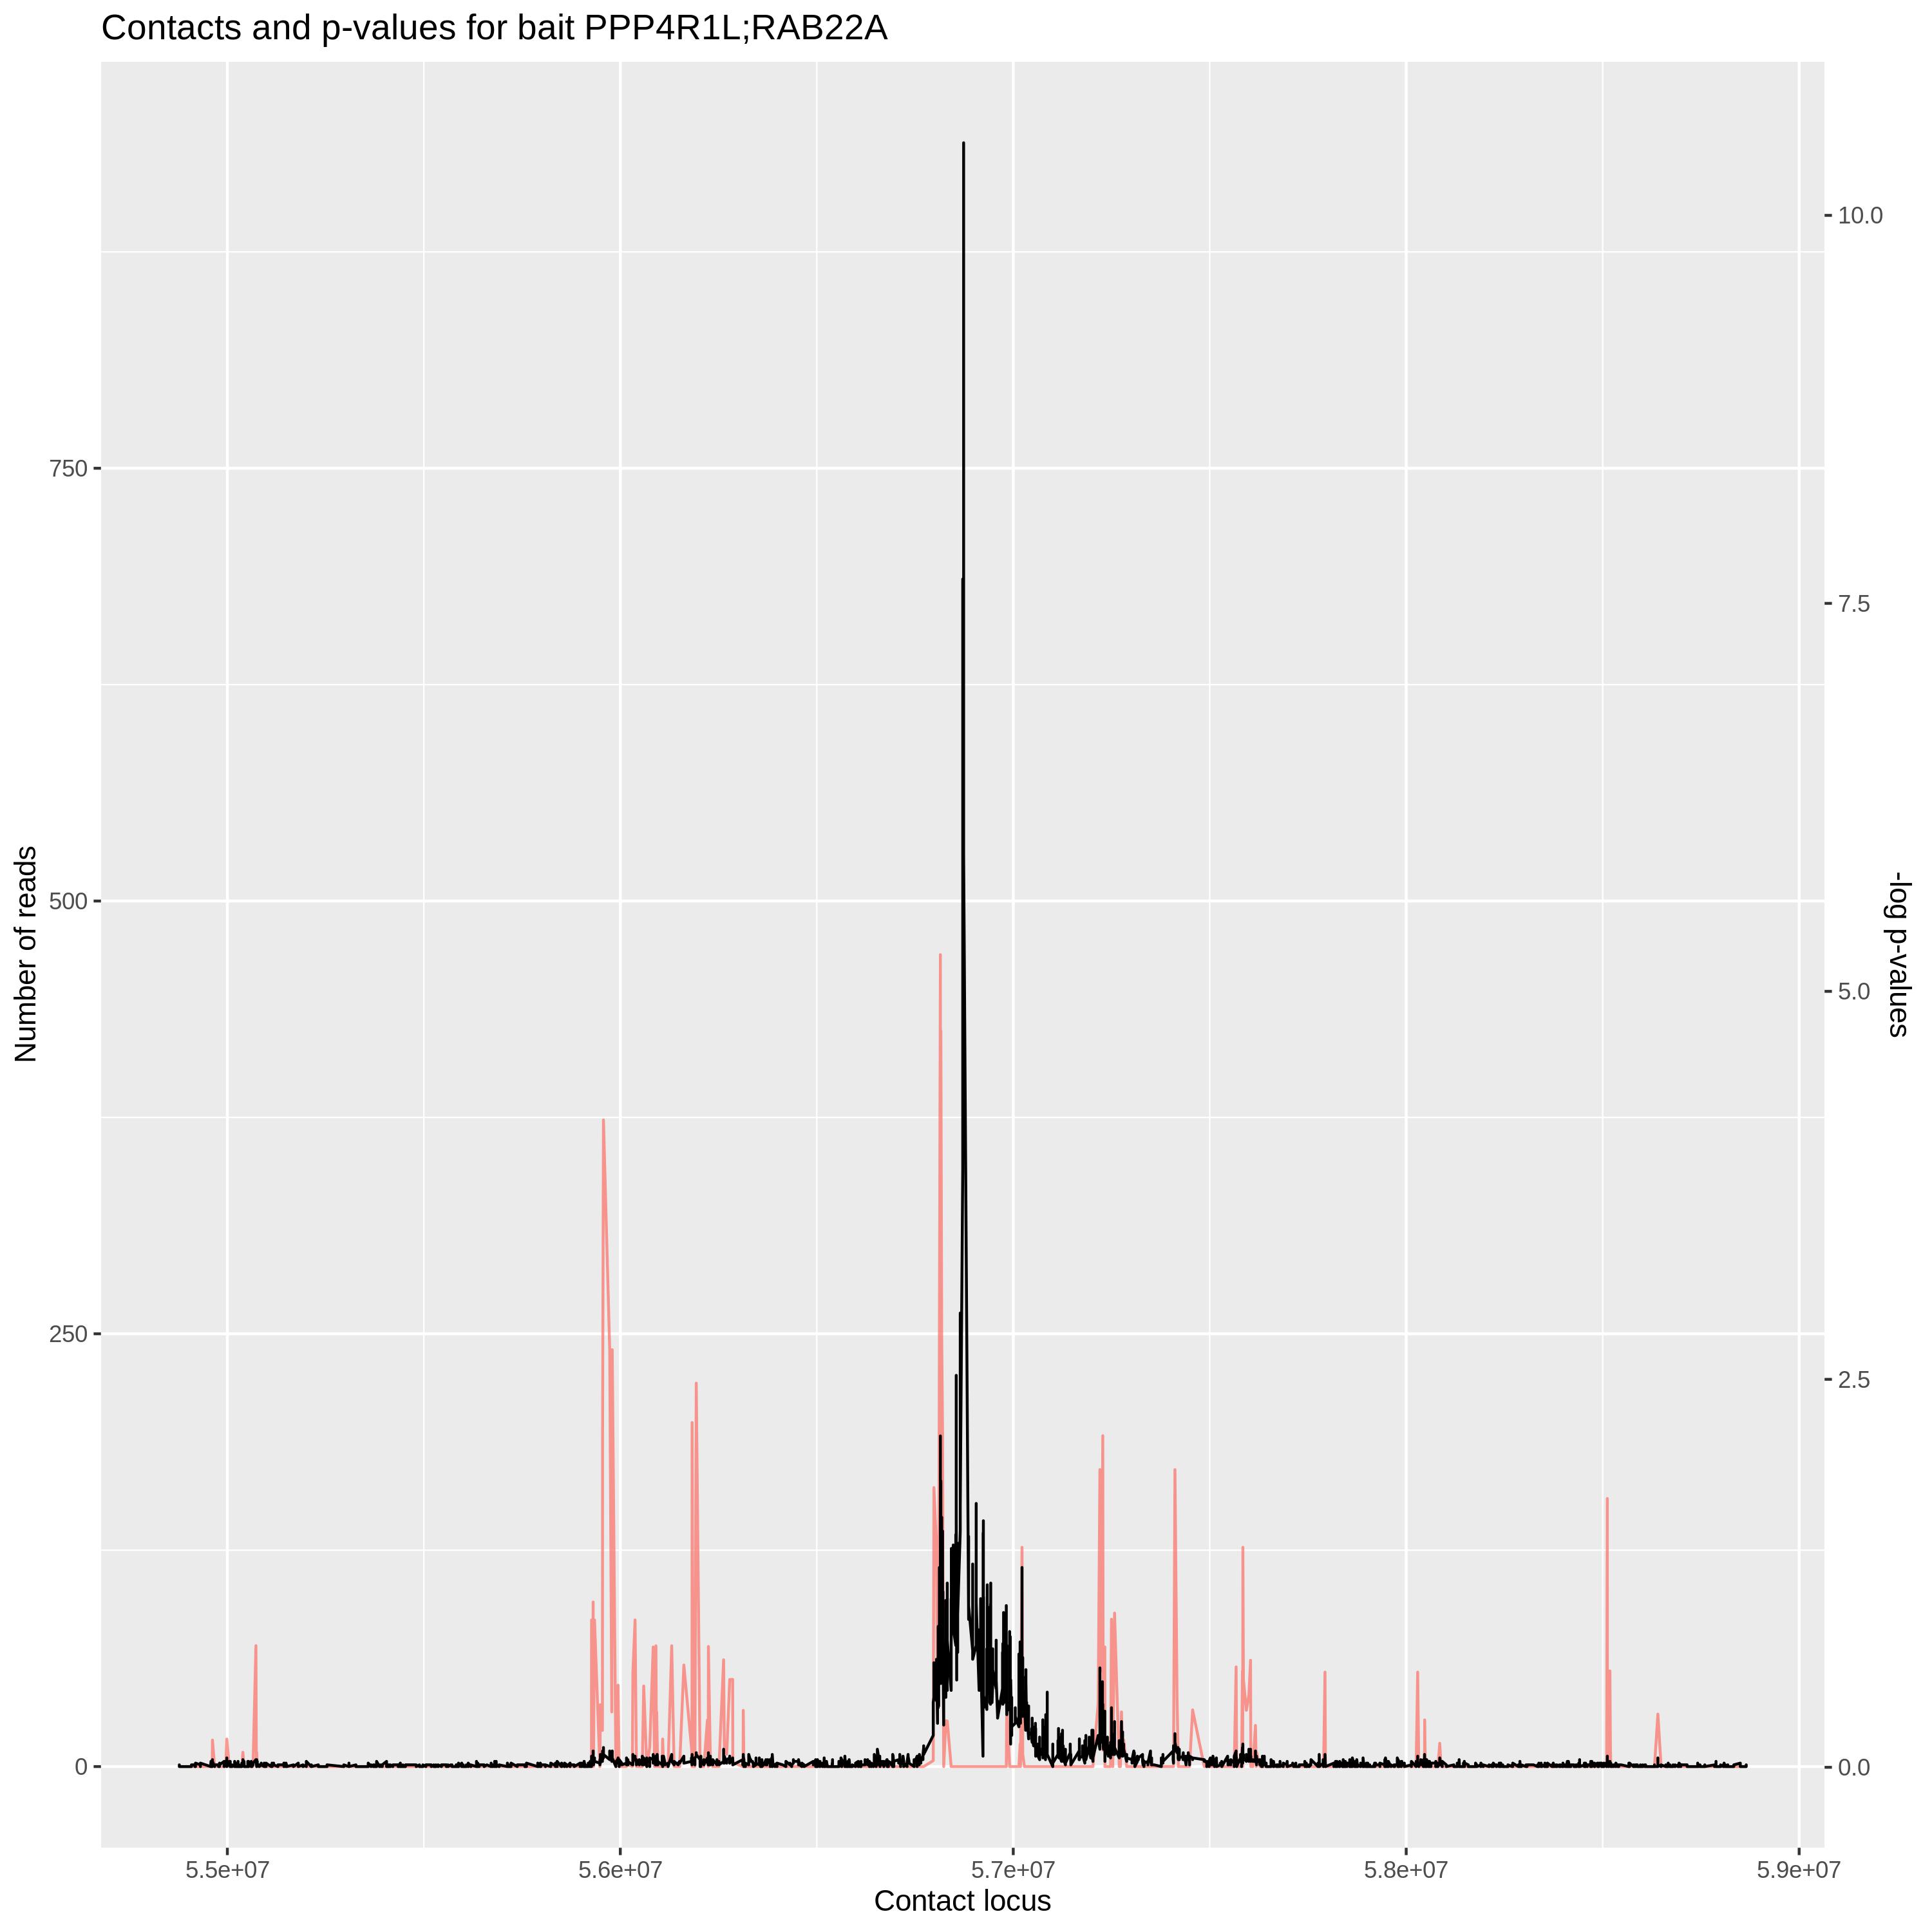 Contacts and p-values for bait PPP4R1L;RAB22A
Number of reads
750
500
250
0
10.0
7.5
5.0
2.5
0.0
-log p-values
5.5e+07
5.6e+07
5.7e+07
5.8e+07
5.9e+07
Contact locus